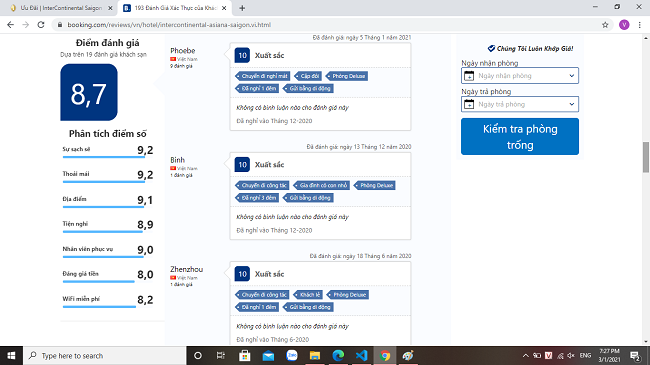 Ưu Đãi | InterContinental Saigon
193 Đánh Giá Xác Thực của Khác
booking.com/reviews/vn/hotel/intercontinental-asiana-saigon.vi.html
Điểm đánh giá
Dựa trên 19 đánh giá khách sạn
8,7
Phân tích điểm số
Sự sạch sẽ 9,2
Thoải mái 9,2
Địa điểm 9,1
Tiện nghi 8,9
Nhân viên phục vụ 9,0
Đáng giá tiền 8,0
WiFi miễn phí 8,2
Đã đánh giá: ngày 5 Tháng 1 2021
Phoebe
Việt Nam
9 đánh giá
10 Xuất sắc
Chuyến đi nghỉ mát Cặp đôi Phòng Deluxe
Đã nghỉ 1 đêm Gửi bằng di động
Không có bình luận nào cho đánh giá này
Đã nghỉ vào Tháng 12-2020
Đã đánh giá: ngày 13 Tháng 12 năm 2020
Bình
Việt Nam
1 đánh giá
10 Xuất sắc
Chuyến đi công tác Gia đình có con nhỏ Phòng Deluxe
Đã nghỉ 3 đêm Gửi bằng di động
Không có bình luận nào cho đánh giá này
Đã nghỉ vào Tháng 12-2020
Đã đánh giá: ngày 18 Tháng 6 năm 2020
Zhenzhou
Việt Nam
1 đánh giá
10 Xuất sắc
Chuyến đi công tác Khách lẻ Phòng Deluxe
Đã nghỉ 1 đêm Gửi bằng di động
Không có bình luận nào cho đánh giá này
Đã nghỉ vào Tháng 6-2020
Chúng Tôi Luôn Khớp Giá!
Ngày nhận phòng
Ngày nhận phòng
Ngày trả phòng
Ngày trả phòng
Kiểm tra phòng
trống
Type here to search
ENG
7:27 PM
3/1/2021